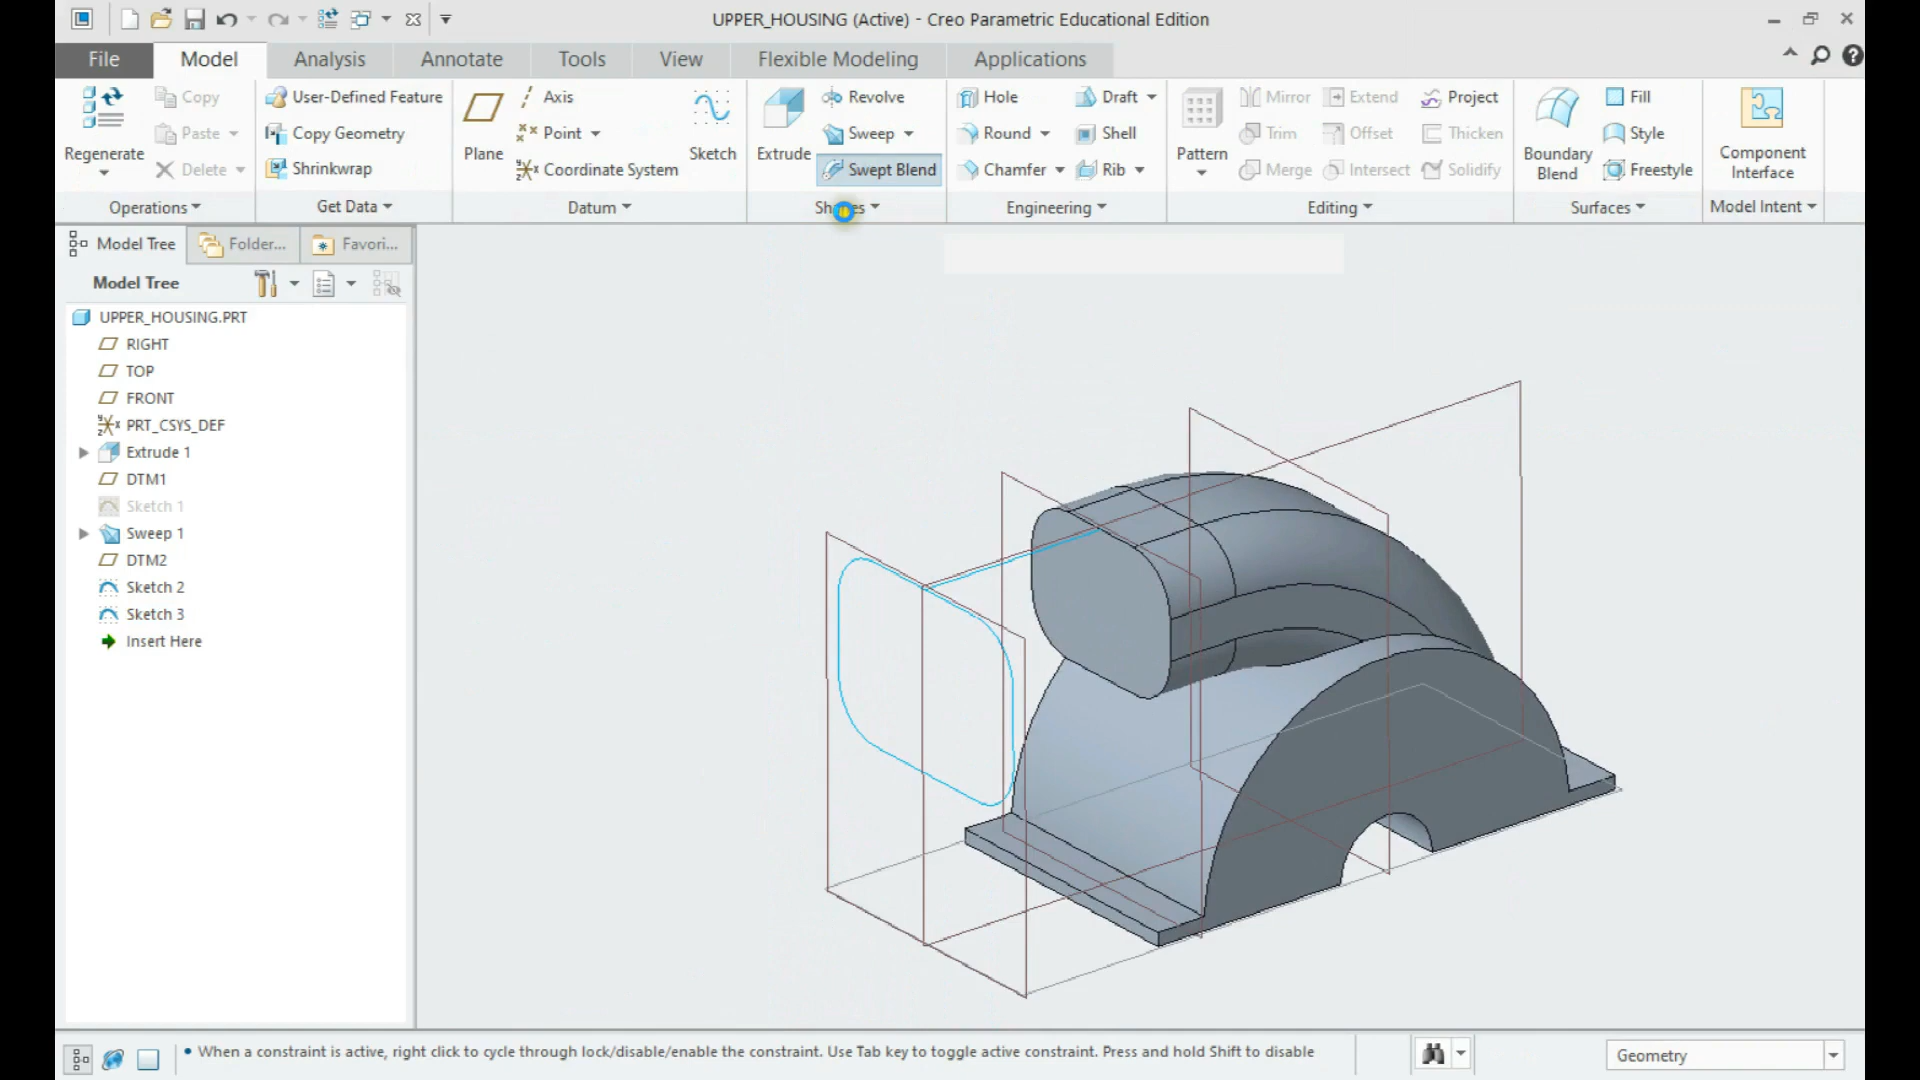 UPPER_HOUSING (Active) - Creo Parametric Educational Edition
File Model Analysis Annotate Tools View Flexible Modeling Applications
Regenerate
Copy
Paste
Delete
Operations
User-Defined Feature
Copy Geometry
Shrinkwrap
Get Data
Plane
Axis
Point
Coordinate System
Sketch
Datum
Extrude
Revolve
Sweep
Swept Blend
Shapes
Hole
Round
Chamfer
Draft
Shell
Rib
Engineering
Pattern
Mirror
Trim
Merge
Extend
Offset
Intersect
Project
Thicken
Solidify
Editing
Boundary
Blend
Fill
Style
Freestyle
Surfaces
Component
Interface
Model Intent
Model Tree Folder... Favori...
Model Tree
UPPER_HOUSING.PRT
RIGHT
TOP
FRONT
PRT_CSYS_DEF
Extrude 1
DTM1
Sketch 1
Sweep 1
DTM2
Sketch 2
Sketch 3
Insert Here
• When a constraint is active, right click to cycle through lock/disable/enable the constraint. Use Tab key to toggle active constraint. Press and hold Shift to disable
Geometry